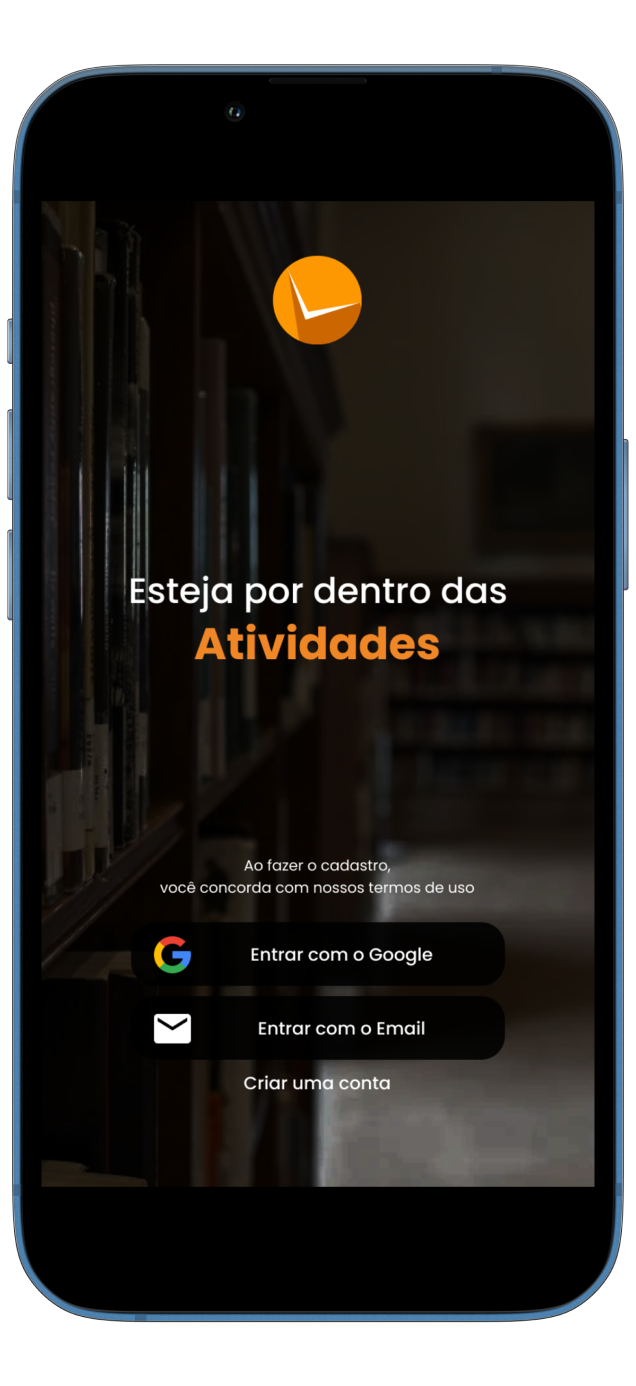 Esteja por dentro das
Atividades
Ao fazer o cadastro,
você concorda com nossos termos de uso
Entrar com o Google
Entrar com o Email
Criar uma conta